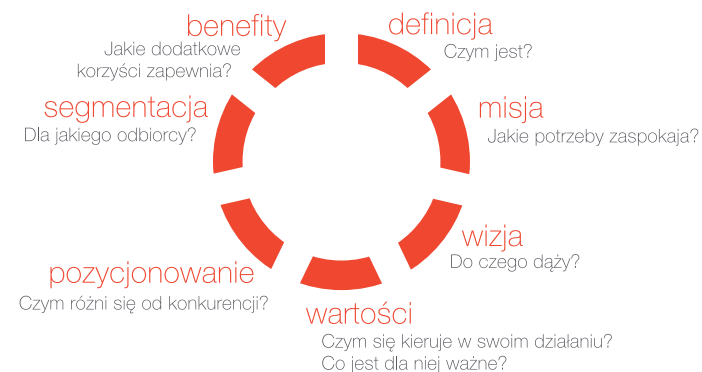 benefity
Jakie dodatkowe
korzyści zapewnia?
definicja
Czym jest?
segmentacja
Dla jakiego odbiorcy?
misja
Jakie potrzeby zaspokaja?
wizja
Do czego dąży?
pozycjonowanie
Czym różni się od konkurencji?
wartości
Czym się kieruje w swoim działaniu?
Co jest dla niej ważne?